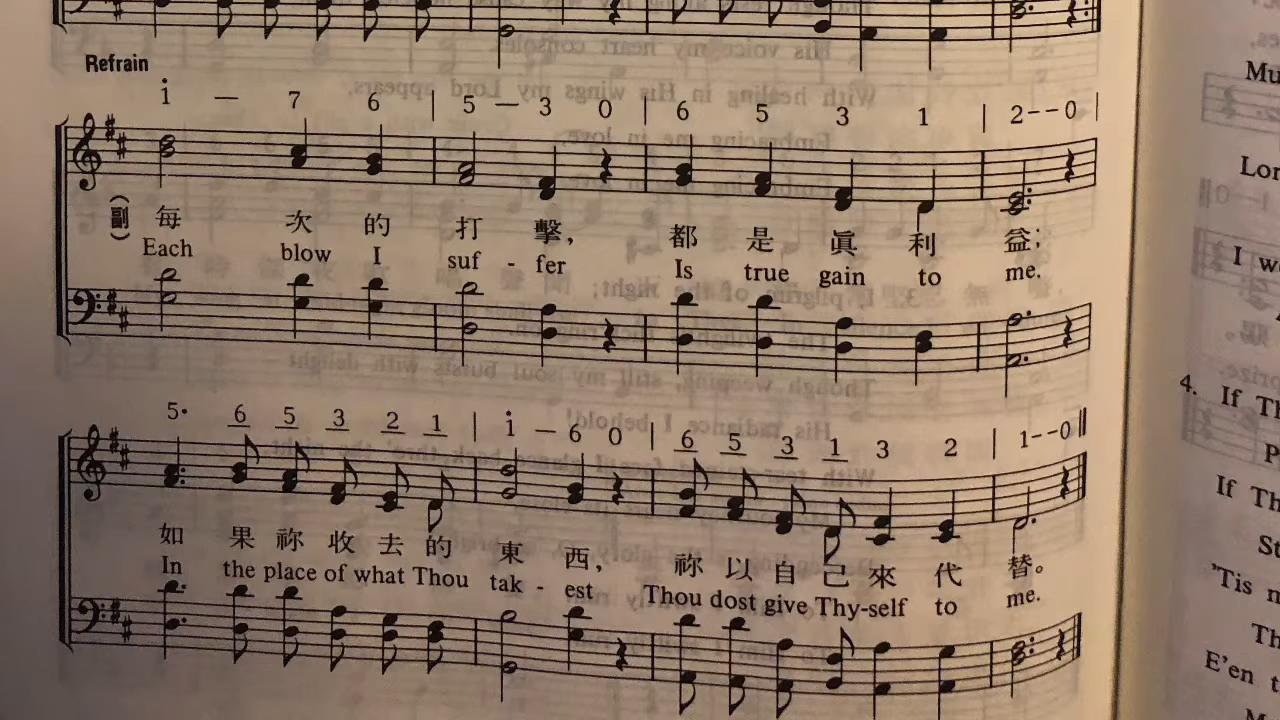 Refrain
i — 7 6 | 5 — 3 0 | 6 5 3 1 | 2--0 |
(副) 每 次 的 打 擊, 都 是 眞 利 益;
Each blow I suf - fer Is true gain to me.
5· 6 5 3 2 1 | i — 6 0 | 6 5 3 1 3 2 | 1--0 ||
如 果 祢 收 去 的 東 西, 祢 以 自 己 來 代 替。
In the place of what Thou tak - est Thou dost give Thy-self to me.
Mu
Lor
I w
4. If Th
P
If Th
St
'Tis m
Th
E'en t